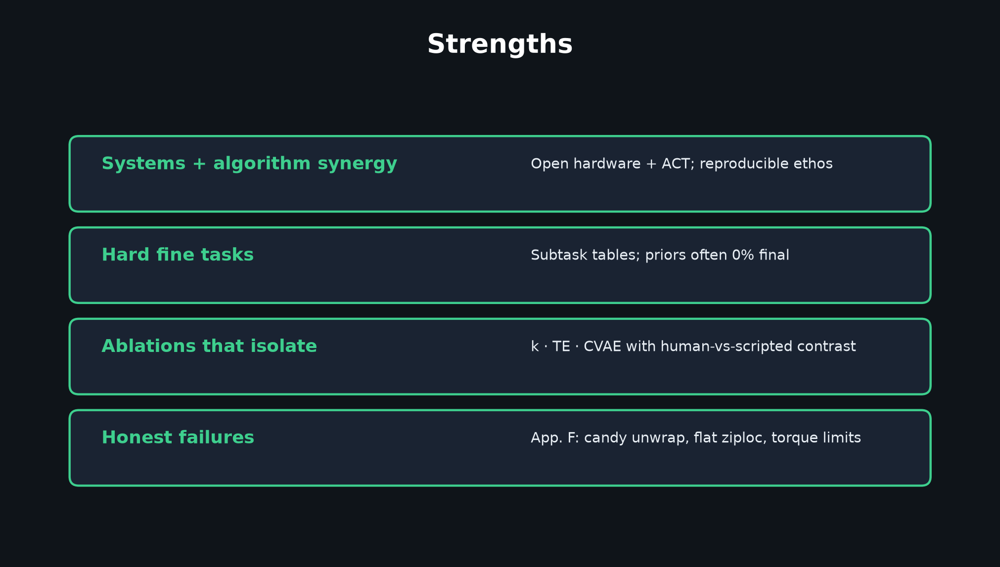 Strengths
Systems + algorithm synergy
Open hardware + ACT; reproducible ethos
Hard fine tasks
Subtask tables; priors often 0% final
Ablations that isolate
k · TE · CVAE with human-vs-scripted contrast
Honest failures
App. F: candy unwrap, flat ziploc, torque limits